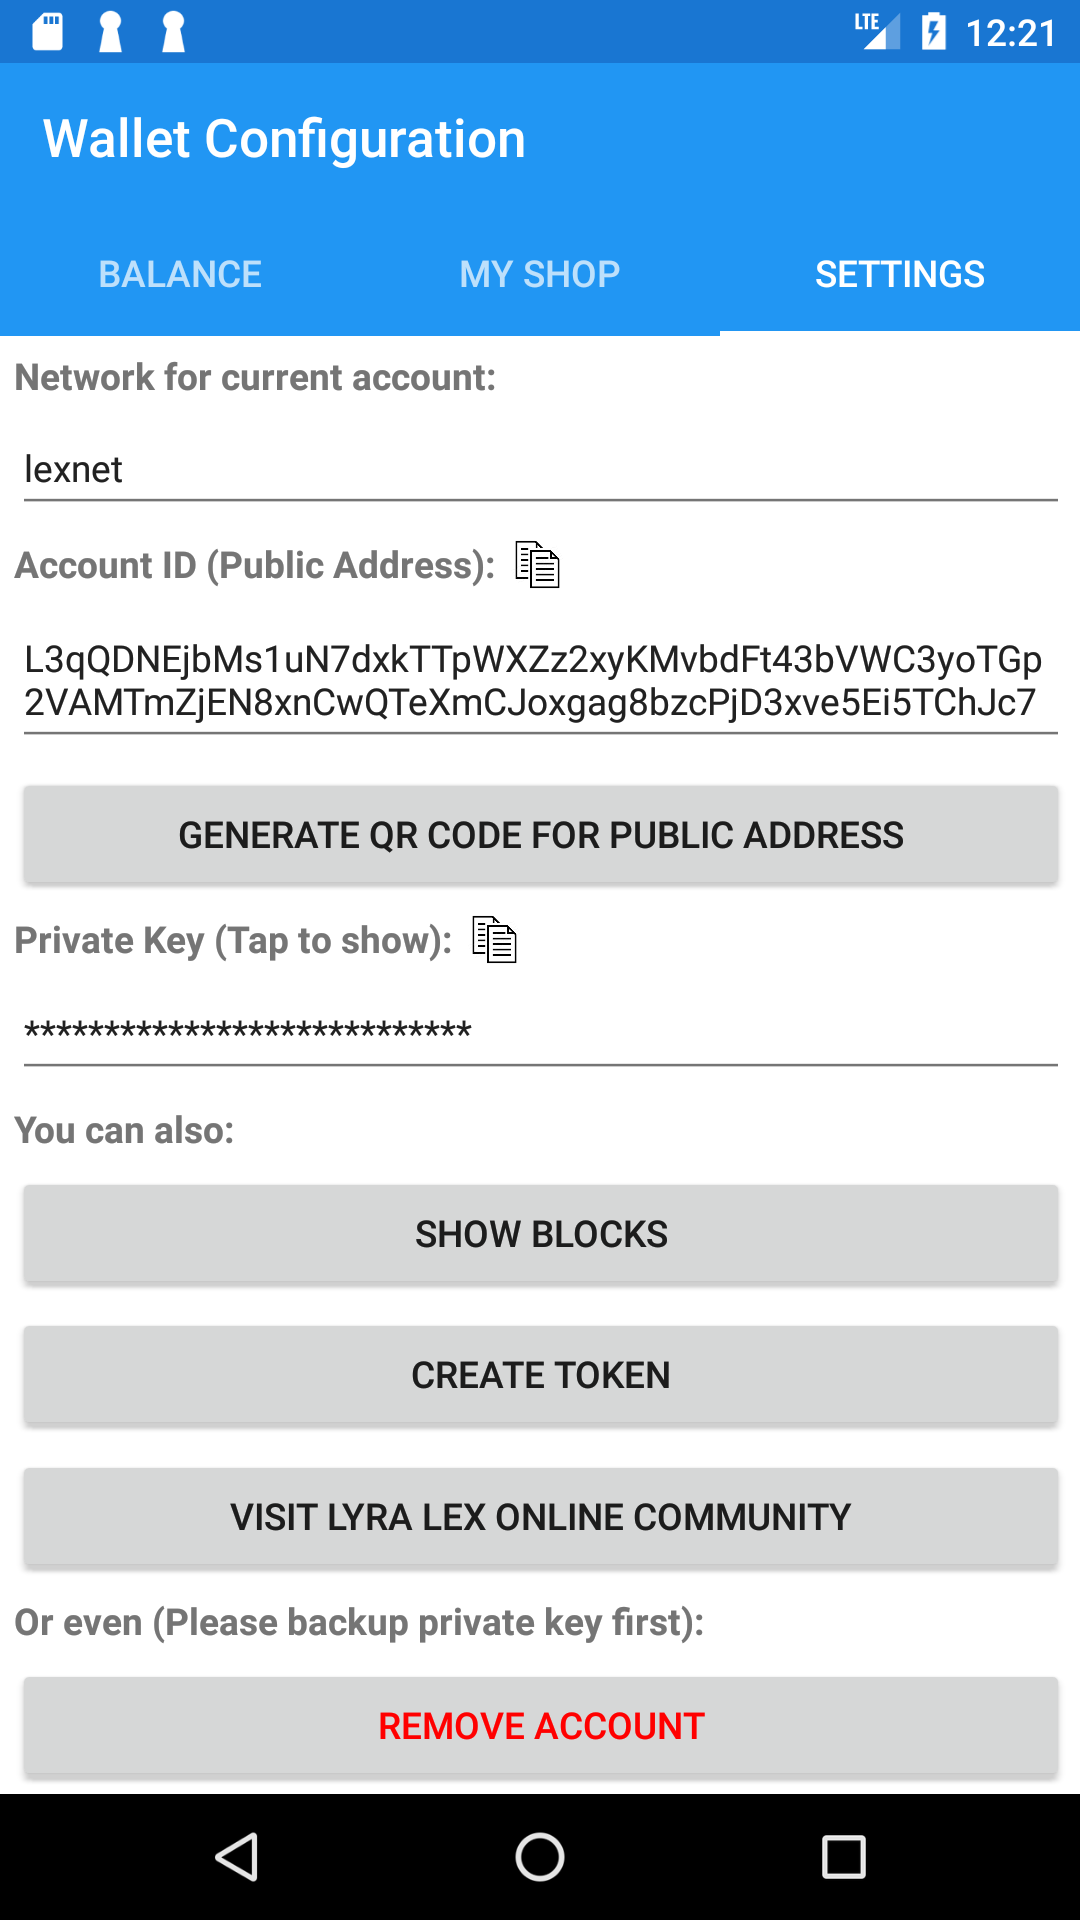 LTE 12:21
Wallet Configuration
BALANCE MY SHOP SETTINGS
Network for current account:
lexnet
Account ID (Public Address):
L3qQDNEjbMs1uN7dxkTTpWXZz2xyKMvbdFt43bVWC3yoTGp
2VAMTmZjEN8xnCwQTeXmCJoxgag8bzcPjD3xve5Ei5TChJc7
GENERATE QR CODE FOR PUBLIC ADDRESS
Private Key (Tap to show):
****************************
You can also:
SHOW BLOCKS
CREATE TOKEN
VISIT LYRA LEX ONLINE COMMUNITY
Or even (Please backup private key first):
REMOVE ACCOUNT